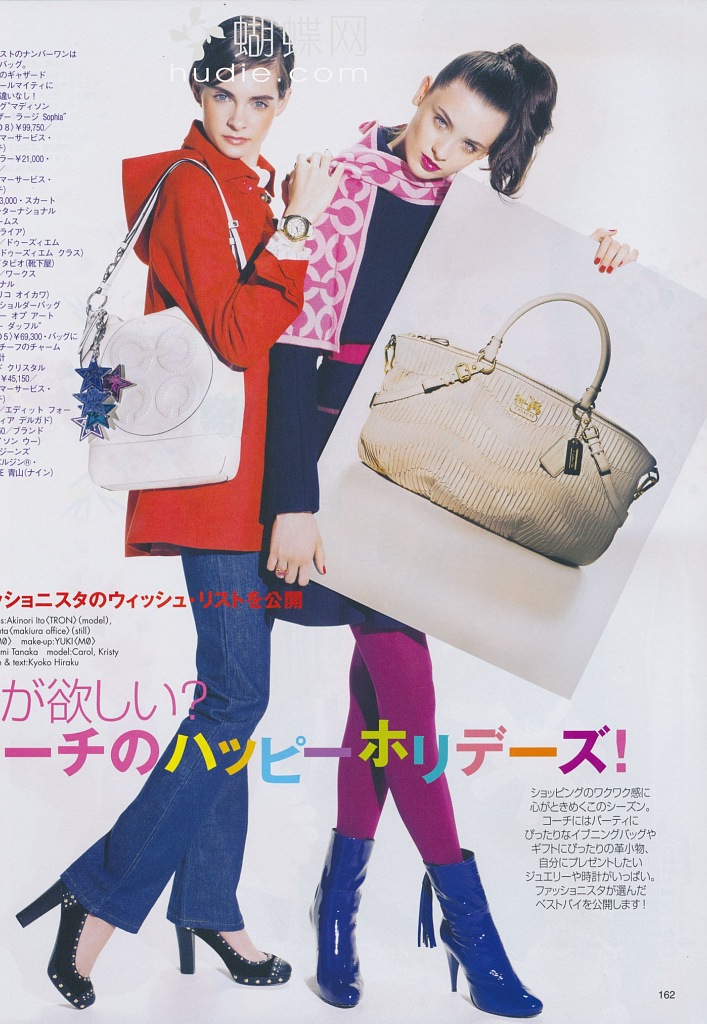 蝴蝶网
hudie.com
ストのナンバーワンは
バッグ。
のギャザード
ールマイティに
違いなし！
グ"マディソン
ザー ラージ Sophia"
８）¥99,750／
マーサービス・
ラー¥21,000・
マーサービス・
3,000・スカート
ターナショナル
ームス
ライア）
／ドゥーズィエム
ドゥーズィエム クラス）
タビオ（靴下屋）
／ワークス
ナル
リコ オイカワ）
ショルダーバッグ
ー オブ アート
ー ダッフル"
５）¥69,300・バッグに
チーフのチャーム
計
ド クリスタル
¥45,150／
マーサービス・
／エディット フォー
ィア デルガド）
50／ブランド
イソン ウー）
ジーンズ
ルジン®・
E 青山（ナイン）
ッショニスタのウィッシュ・リストを公開
s:Akinori Ito〈TRON〉(model),
ta〈makiura office〉(still)
MØ〉 make-up:YUKI〈MØ〉
mi Tanaka model:Carol, Kristy
& text:Kyoko Hiraku
が欲しい?
ーチのハッピーホリデーズ!
ショッピングのワクワク感に
心がときめくこのシーズン。
コーチにはパーティに
ぴったりなイブニングバッグや
ギフトにぴったりの革小物、
自分にプレゼントしたい
ジュエリーや時計がいっぱい。
ファッショニスタが選んだ
ベストバイを公開します！
162